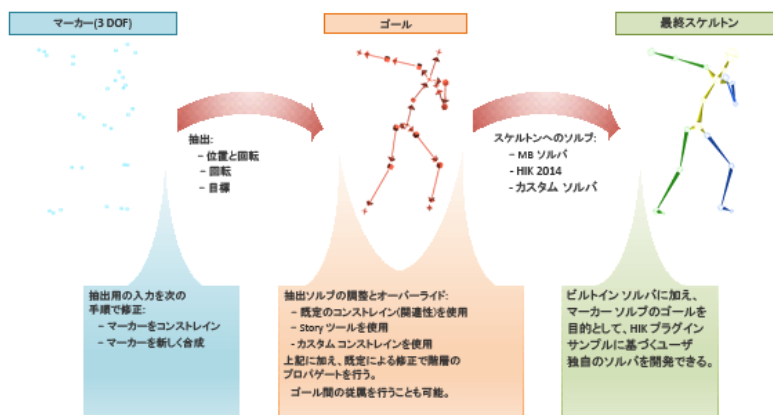 マーカー(3 DOF)
ゴール
最終スケルトン
抽出:
– 位置と回転
– 回転
– 目標
スケルトンへのソルブ:
– MB ソルバ
– HIK 2014
– カスタム ソルバ
抽出用の入力を次の
手順で修正:
– マーカーをコンストレイン
– マーカーを新しく合成
抽出ソルブの調整とオーバーライド:
– 既定のコンストレイン(関連性)を使用
– Story ツールを使用
– カスタム コンストレインを使用
上記に加え、既定による修正で階層の
プロパゲートを行う。
ゴール間の従属を行うことも可能。
ビルトイン ソルバに加え、
マーカー ソルブのゴールを
目的として、HIK プラグイン
サンプルに基づくユーザ
独自のソルバを開発できる。